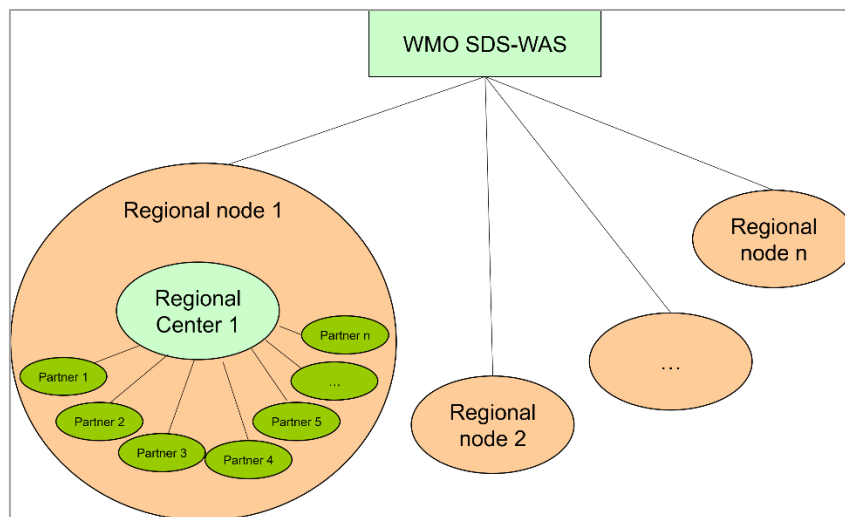 WMO SDS-WAS
Regional node 1
Regional
Center 1
Partner 1
Partner 2
Partner 3
Partner 4
Partner 5
...
Partner n
Regional
node 2
...
Regional
node n